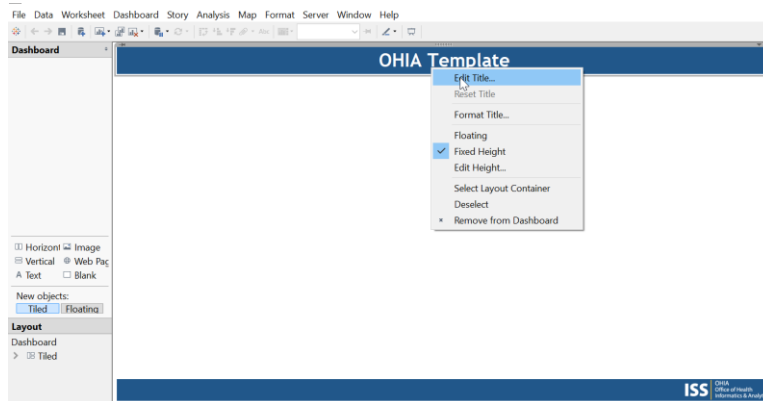 File Data Worksheet Dashboard Story Analysis Map Format Server Window Help
Dashboard
OHIA Template
Edit Title...
Reset Title
Format Title...
Floating
Fixed Height
Edit Height...
Select Layout Container
Deselect
Remove from Dashboard
Horizont Image
Vertical Web Pag
A Text Blank
New objects:
Tiled Floating
Layout
Dashboard
Tiled
ISS
OHIA
Office of Health
Informatics & Analyt